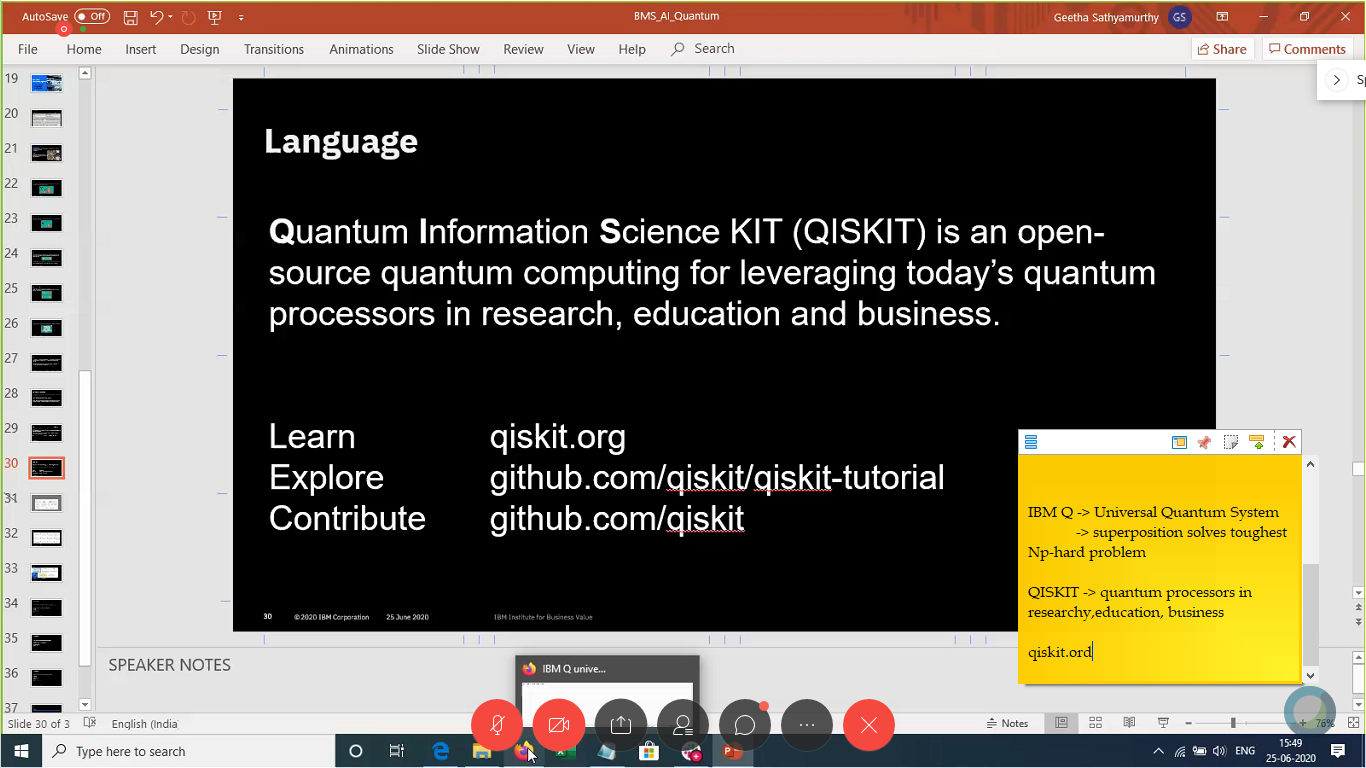 AutoSave Off
BMS_AI_Quantum
Geetha Sathyamurthy GS
File Home Insert Design Transitions Animations Slide Show Review View Help Search
Share Comments
Sp
19
20
21
22
23
24
25
26
27
28
29
30
31
32
33
34
35
36
37
Language
Quantum Information Science KIT (QISKIT) is an open-
source quantum computing for leveraging today’s quantum
processors in research, education and business.
Learn qiskit.org
Explore github.com/qiskit/qiskit-tutorial
Contribute github.com/qiskit
30 ©2020 IBM Corporation 25 June 2020 IBM Institute for Business Value
IBM Q -> Universal Quantum System
-> superposition solves toughest
Np-hard problem
QISKIT -> quantum processors in
researchy,education, business
qiskit.ord
SPEAKER NOTES
IBM Q unive...
Slide 30 of 3 English (India)
Notes 76%
Type here to search
ENG
15:49
25-06-2020